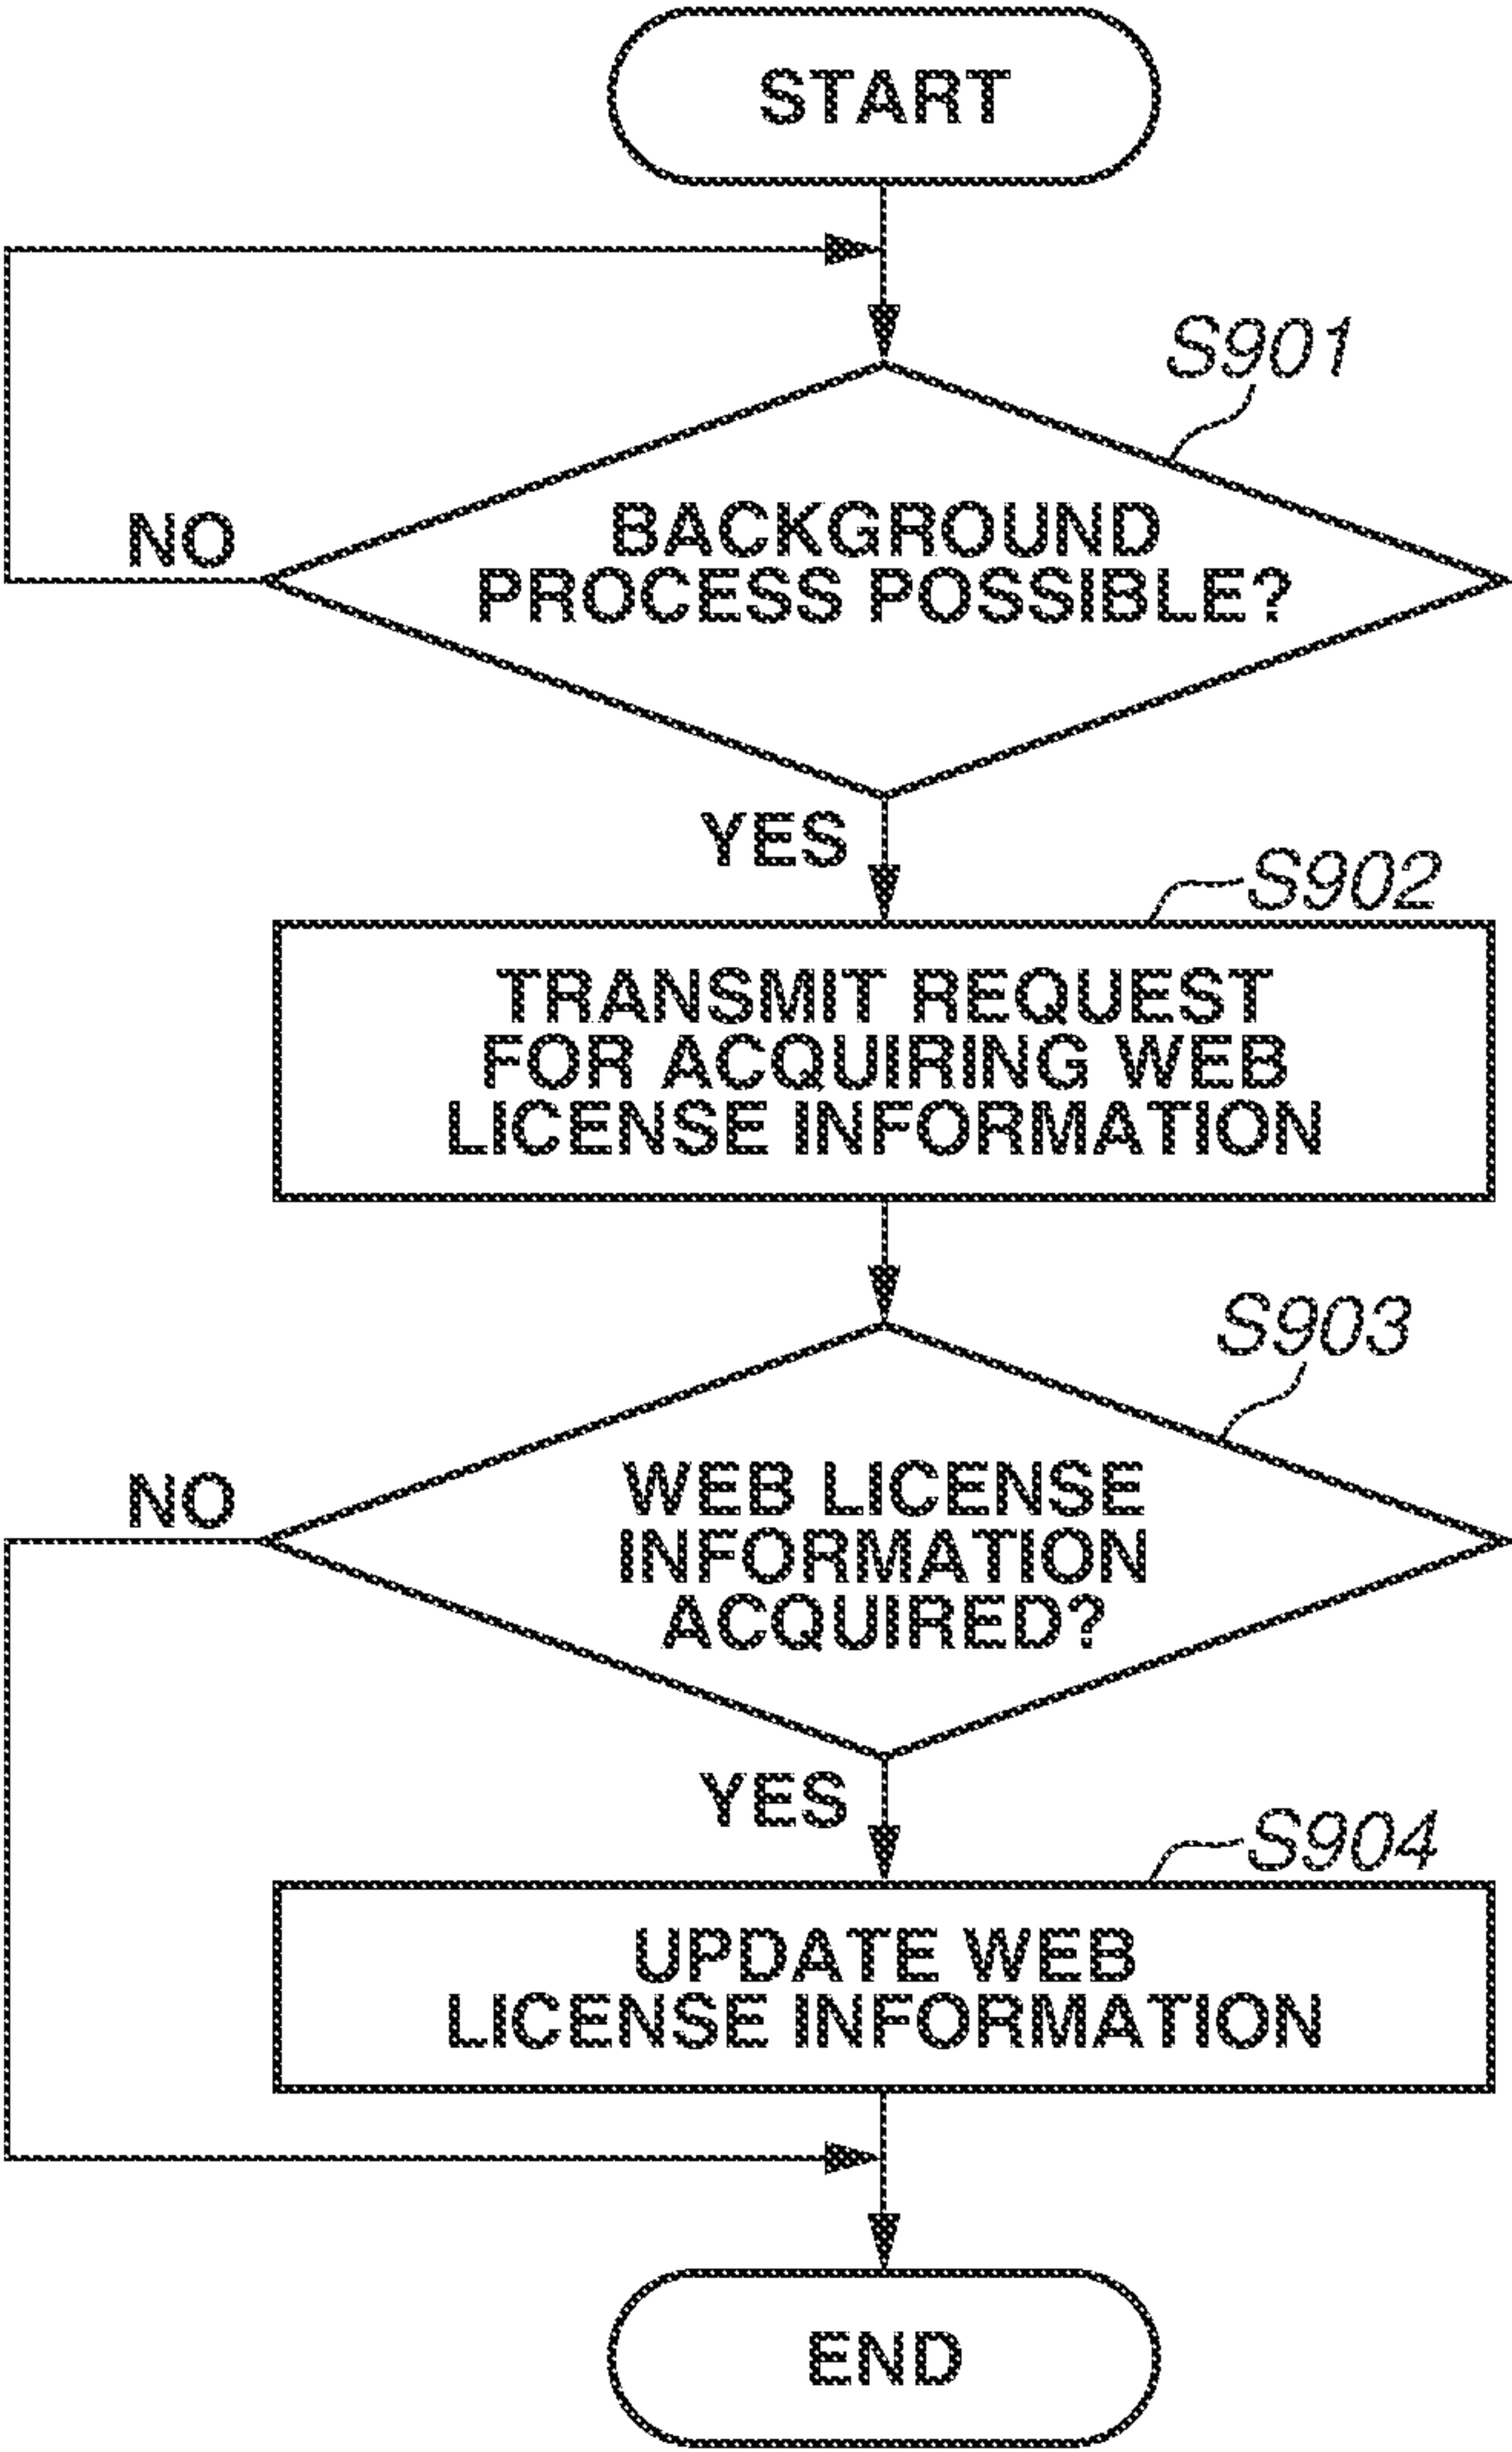 START
S901
BACKGROUND
PROCESS POSSIBLE?
NO
YES
S902
TRANSMIT REQUEST
FOR ACQUIRING WEB
LICENSE INFORMATION
S903
WEB LICENSE
INFORMATION
ACQUIRED?
NO
YES
S904
UPDATE WEB
LICENSE INFORMATION
END